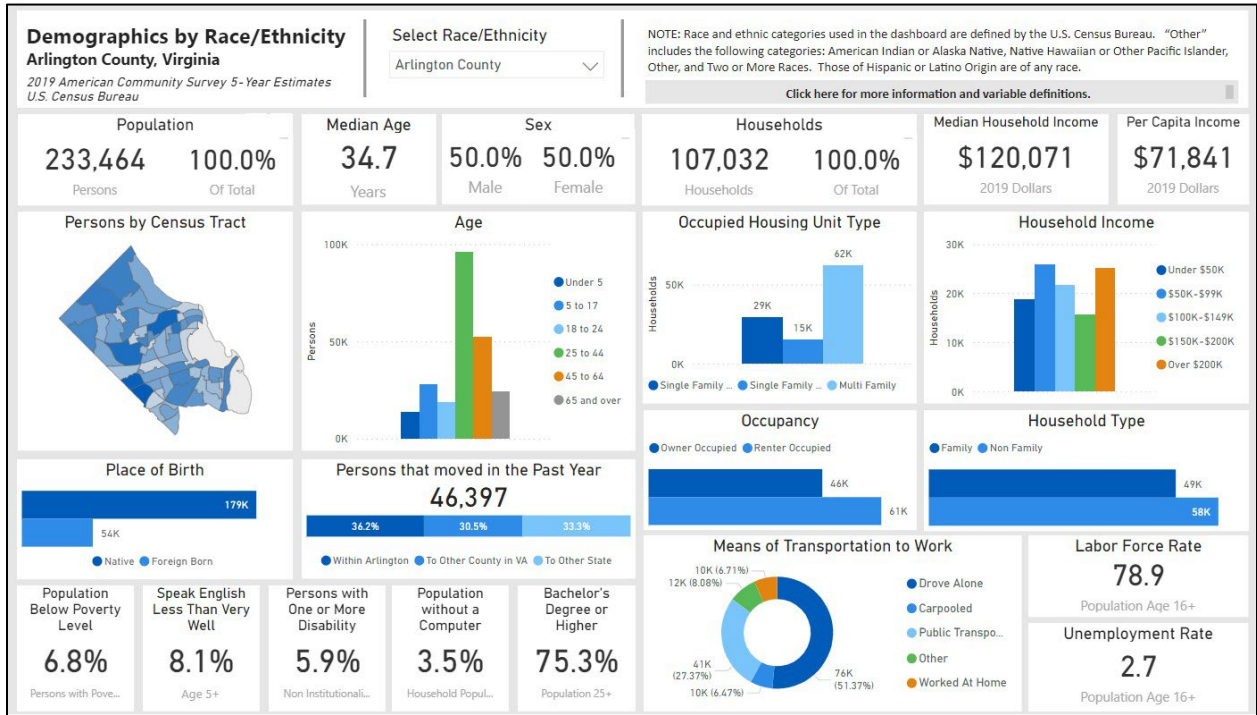 Demographics by Race/Ethnicity
Arlington County, Virginia
2019 American Community Survey 5-Year Estimates
U.S. Census Bureau
Select Race/Ethnicity
Arlington County
NOTE: Race and ethnic categories used in the dashboard are defined by the U.S. Census Bureau. "Other"
includes the following categories: American Indian or Alaska Native, Native Hawaiian or Other Pacific Islander,
Other, and Two or More Races. Those of Hispanic or Latino Origin are of any race.
Click here for more information and variable definitions.
Population
233,464 100.0%
Persons Of Total
Median Age
34.7
Years
Sex
50.0% 50.0%
Male Female
Households
107,032 100.0%
Households Of Total
Median Household Income
$120,071
2019 Dollars
Per Capita Income
$71,841
2019 Dollars
Persons by Census Tract
Age
100K
50K
0K
Persons
Under 5
5 to 17
18 to 24
25 to 44
45 to 64
65 and over
Occupied Housing Unit Type
Households
50K
0K
29K
15K
62K
Single Family ... Single Family ... Multi Family
Household Income
Households
30K
20K
10K
0K
Under $50K
$50K-$99K
$100K-$149K
$150K-$200K
Over $200K
Occupancy
Owner Occupied Renter Occupied
46K
61K
Household Type
Family Non Family
49K
58K
Place of Birth
179K
54K
Native Foreign Born
Persons that moved in the Past Year
46,397
36.2% 30.5% 33.3%
Within Arlington To Other County in VA To Other State
Means of Transportation to Work
10K (6.71%)
12K (8.08%)
41K
(27.37%)
10K (6.47%)
76K
(51.37%)
Drove Alone
Carpooled
Public Transpo...
Other
Worked At Home
Labor Force Rate
78.9
Population Age 16+
Unemployment Rate
2.7
Population Age 16+
Population
Below Poverty
Level
6.8%
Persons with Pove...
Speak English
Less Than Very
Well
8.1%
Age 5+
Persons with
One or More
Disability
5.9%
Non Institutionali...
Population
without a
Computer
3.5%
Household Popul...
Bachelor's
Degree or
Higher
75.3%
Population 25+